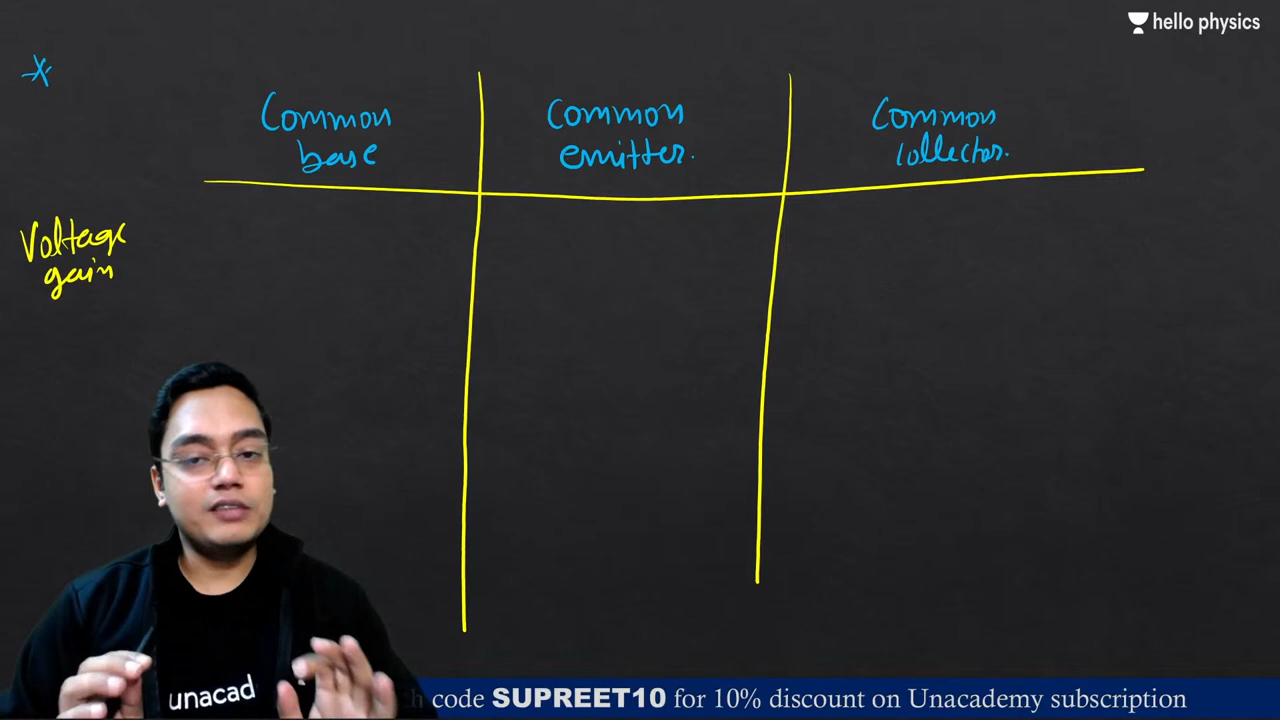 hello physics
Common
base
Common
emitter.
Common
collector.
Voltage
gain
unacad
ch code SUPREET10 for 10% discount on Unacademy subscription